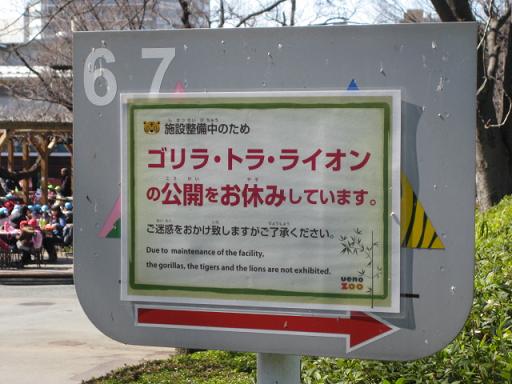 6 7
施設整備中のため
ゴリラ・トラ・ライオン
の公開をお休みしています。
ご迷惑をおかけ致しますがご了承ください。
Due to maintenance of the facility,
the gorillas, the tigers and the lions are not exhibited.
UENO
ZOO